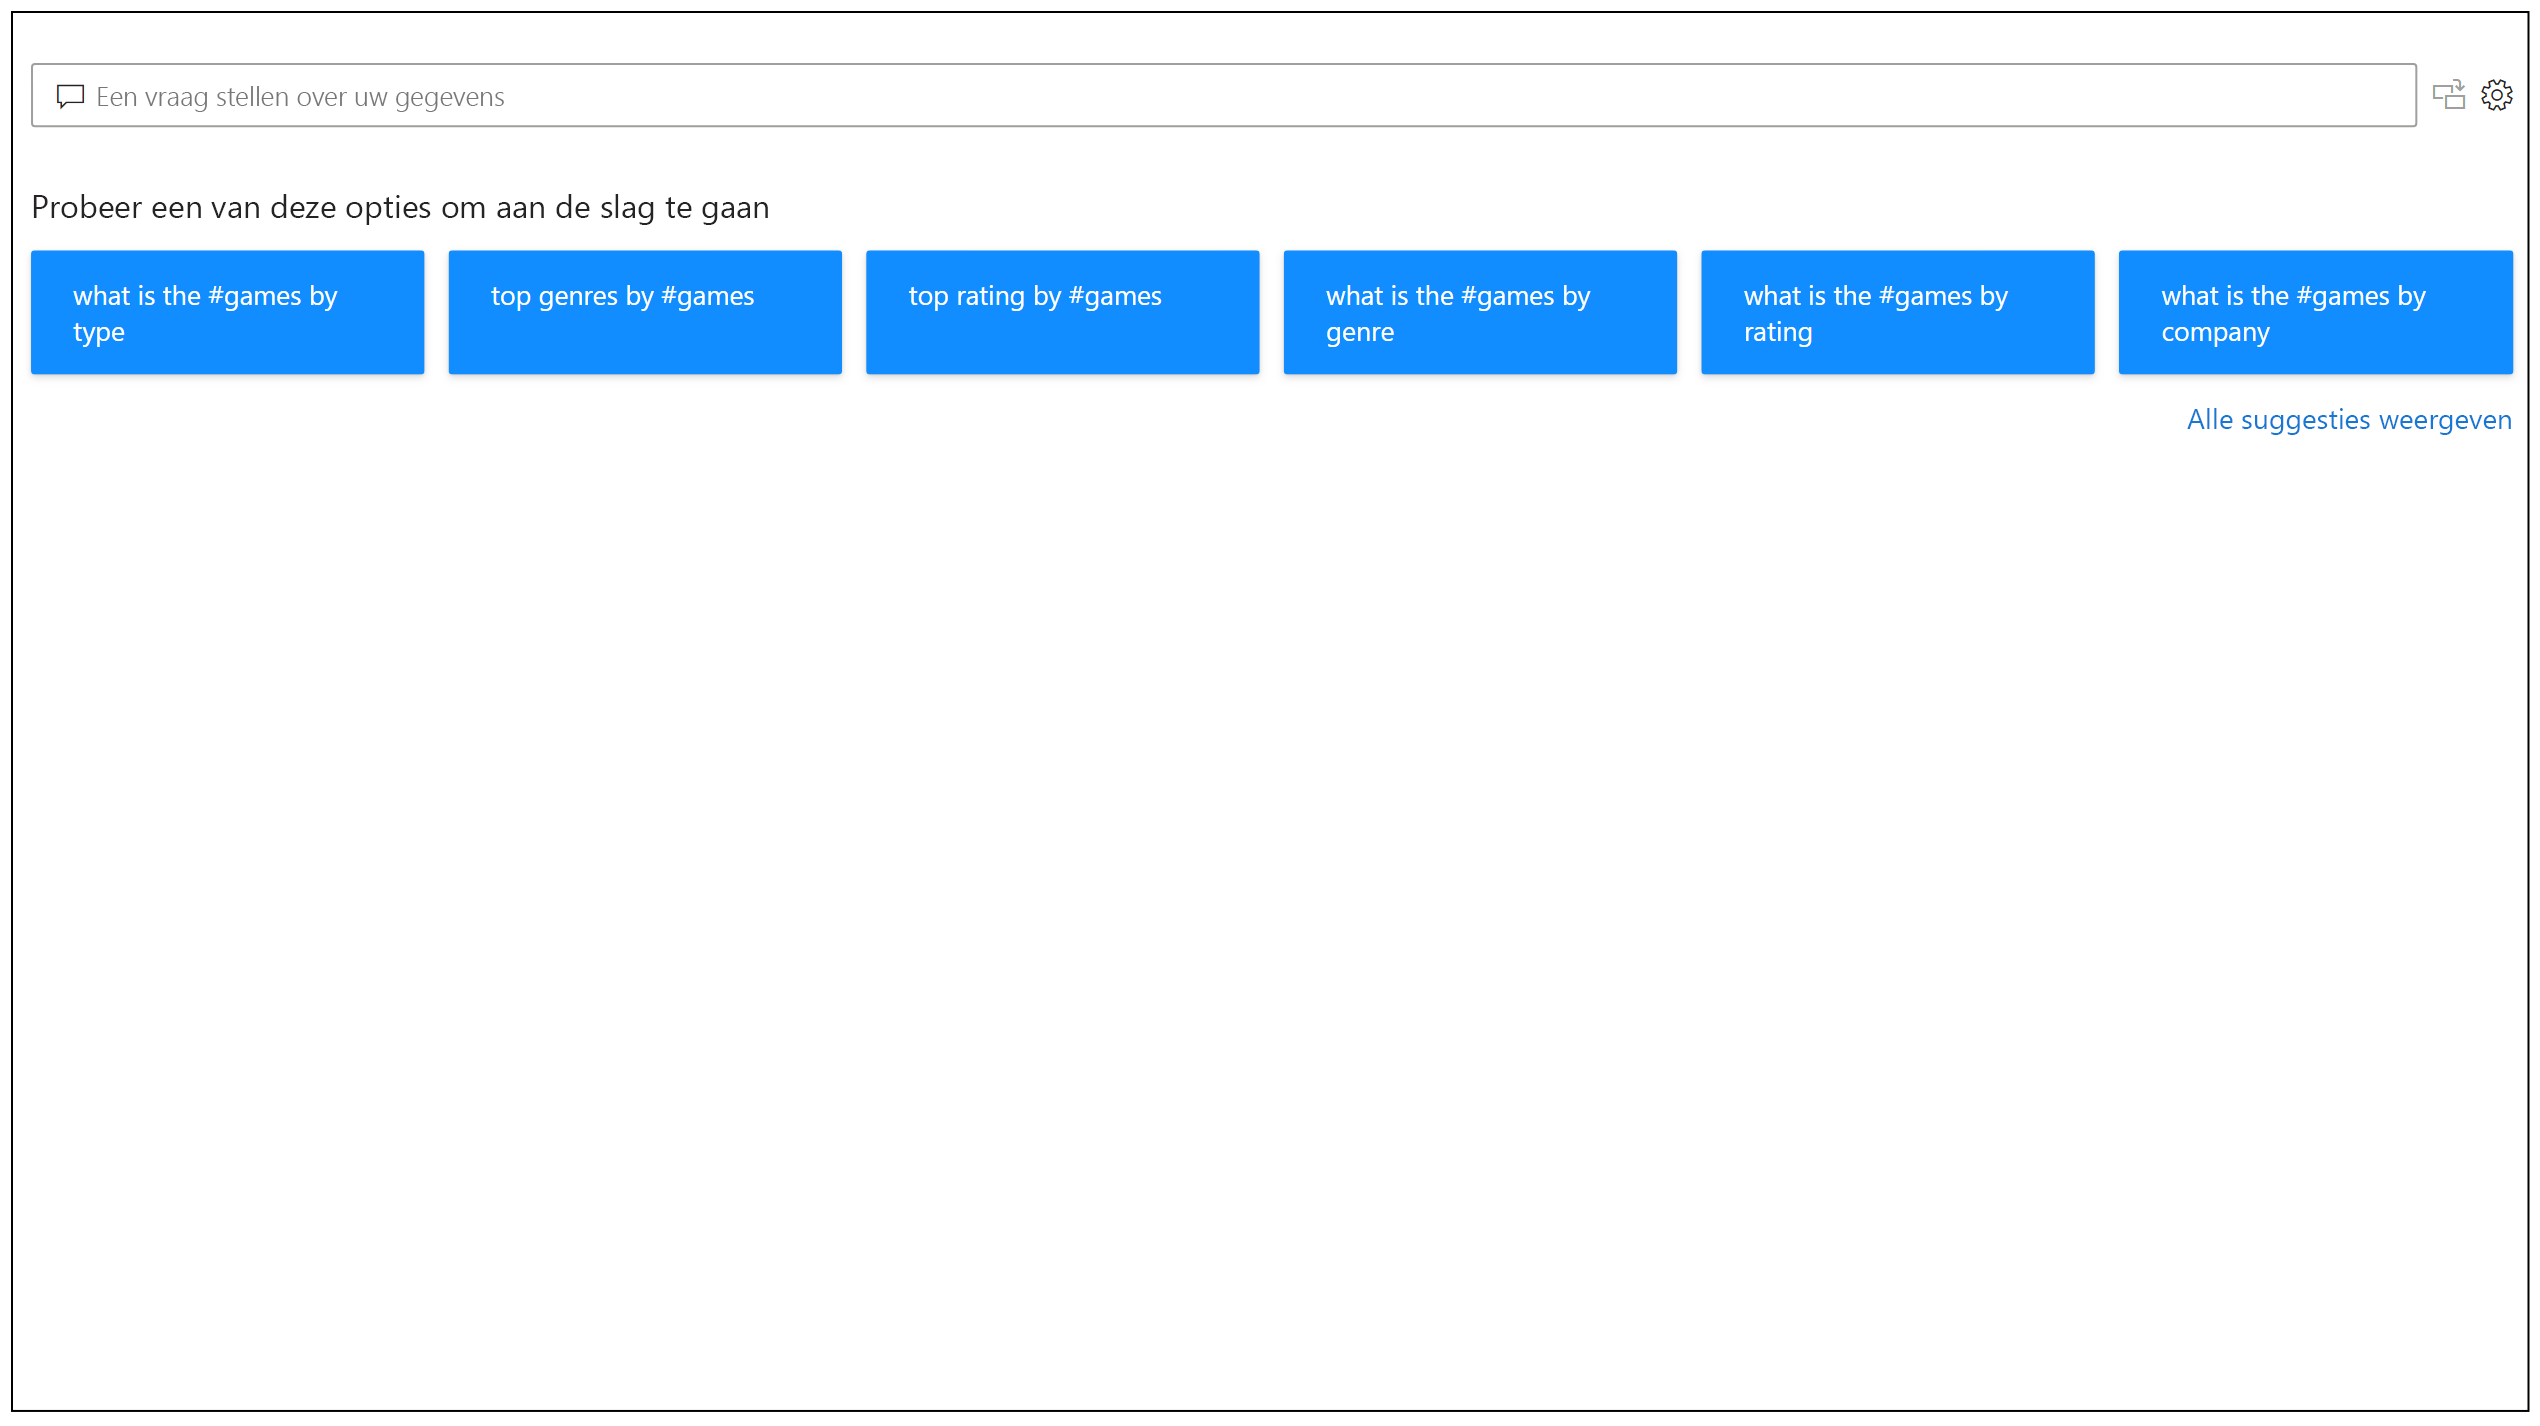 Een vraag stellen over uw gegevens
Probeer een van deze opties om aan de slag te gaan
what is the #games by
type
top genres by #games
top rating by #games
what is the #games by
genre
what is the #games by
rating
what is the #games by
company
Alle suggesties weergeven